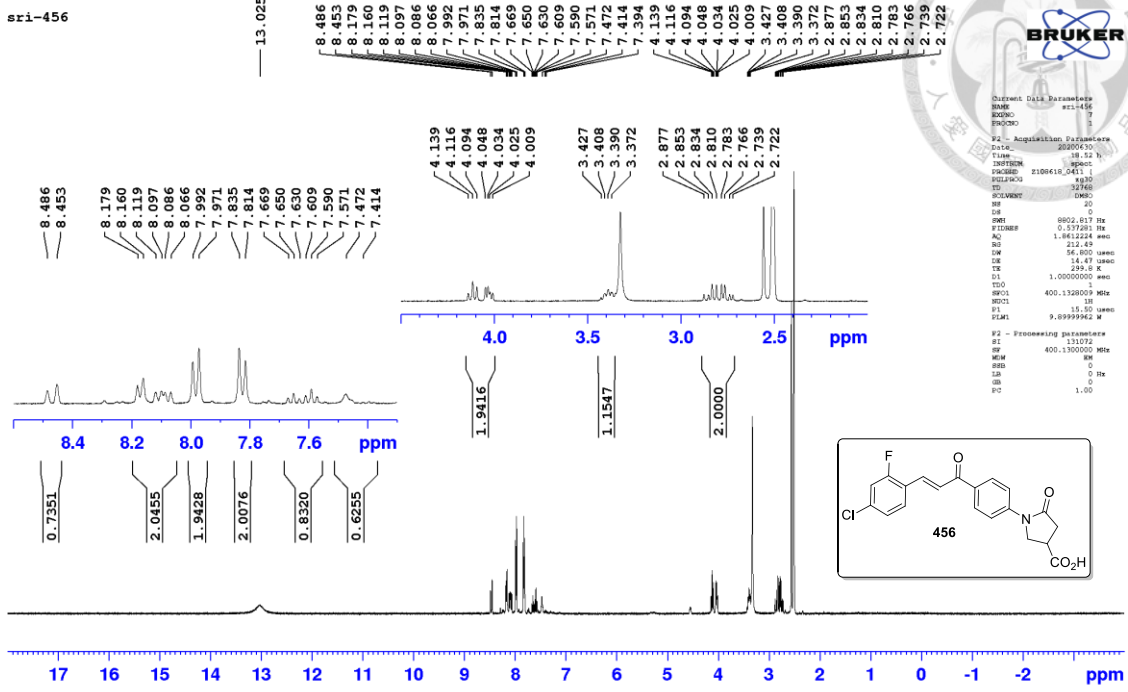 sri-456
13.025
8.486
8.453
8.179
8.160
8.119
8.097
8.086
8.066
7.992
7.971
7.835
7.814
7.669
7.650
7.630
7.609
7.590
7.571
7.472
7.414
7.394
4.139
4.116
4.094
4.048
4.034
4.025
4.009
3.427
3.408
3.390
3.372
2.877
2.853
2.834
2.810
2.783
2.766
2.739
2.722
BRUKER
Current Data Parameters
NAME sri-456
EXPNO 7
PROCNO 1
F2 - Acquisition Parameters
Date_ 20200630
Time 18.52 h
INSTRUM spect
PROBHD Z108618_0411 (
PULPROG zg30
TD 32768
SOLVENT DMSO
NS 20
DS 0
SWH 8802.817 Hz
FIDRES 0.537281 Hz
AQ 1.8612224 sec
RG 212.49
DW 56.800 usec
DE 14.47 usec
TE 299.8 K
D1 1.00000000 sec
TD0 1
SFO1 400.1328009 MHz
NUC1 1H
P1 15.50 usec
PLW1 9.89999962 W
F2 - Processing parameters
SI 131072
SF 400.1300000 MHz
WDW EM
SSB 0
LB 0 Hz
GB 0
PC 1.00
4.139
4.116
4.094
4.048
4.034
4.025
4.009
3.427
3.408
3.390
3.372
2.877
2.853
2.834
2.810
2.783
2.766
2.739
2.722
4.0 3.5 3.0 2.5 ppm
1.9416
1.1547
2.0000
8.486
8.453
8.179
8.160
8.119
8.097
8.086
8.066
7.992
7.971
7.835
7.814
7.669
7.650
7.630
7.609
7.590
7.571
7.472
7.414
8.4 8.2 8.0 7.8 7.6 ppm
0.7351
2.0455
1.9428
2.0076
0.8320
0.6255
F
O
O
Cl
N
456
CO₂H
17 16 15 14 13 12 11 10 9 8 7 6 5 4 3 2 1 0 -1 -2 ppm